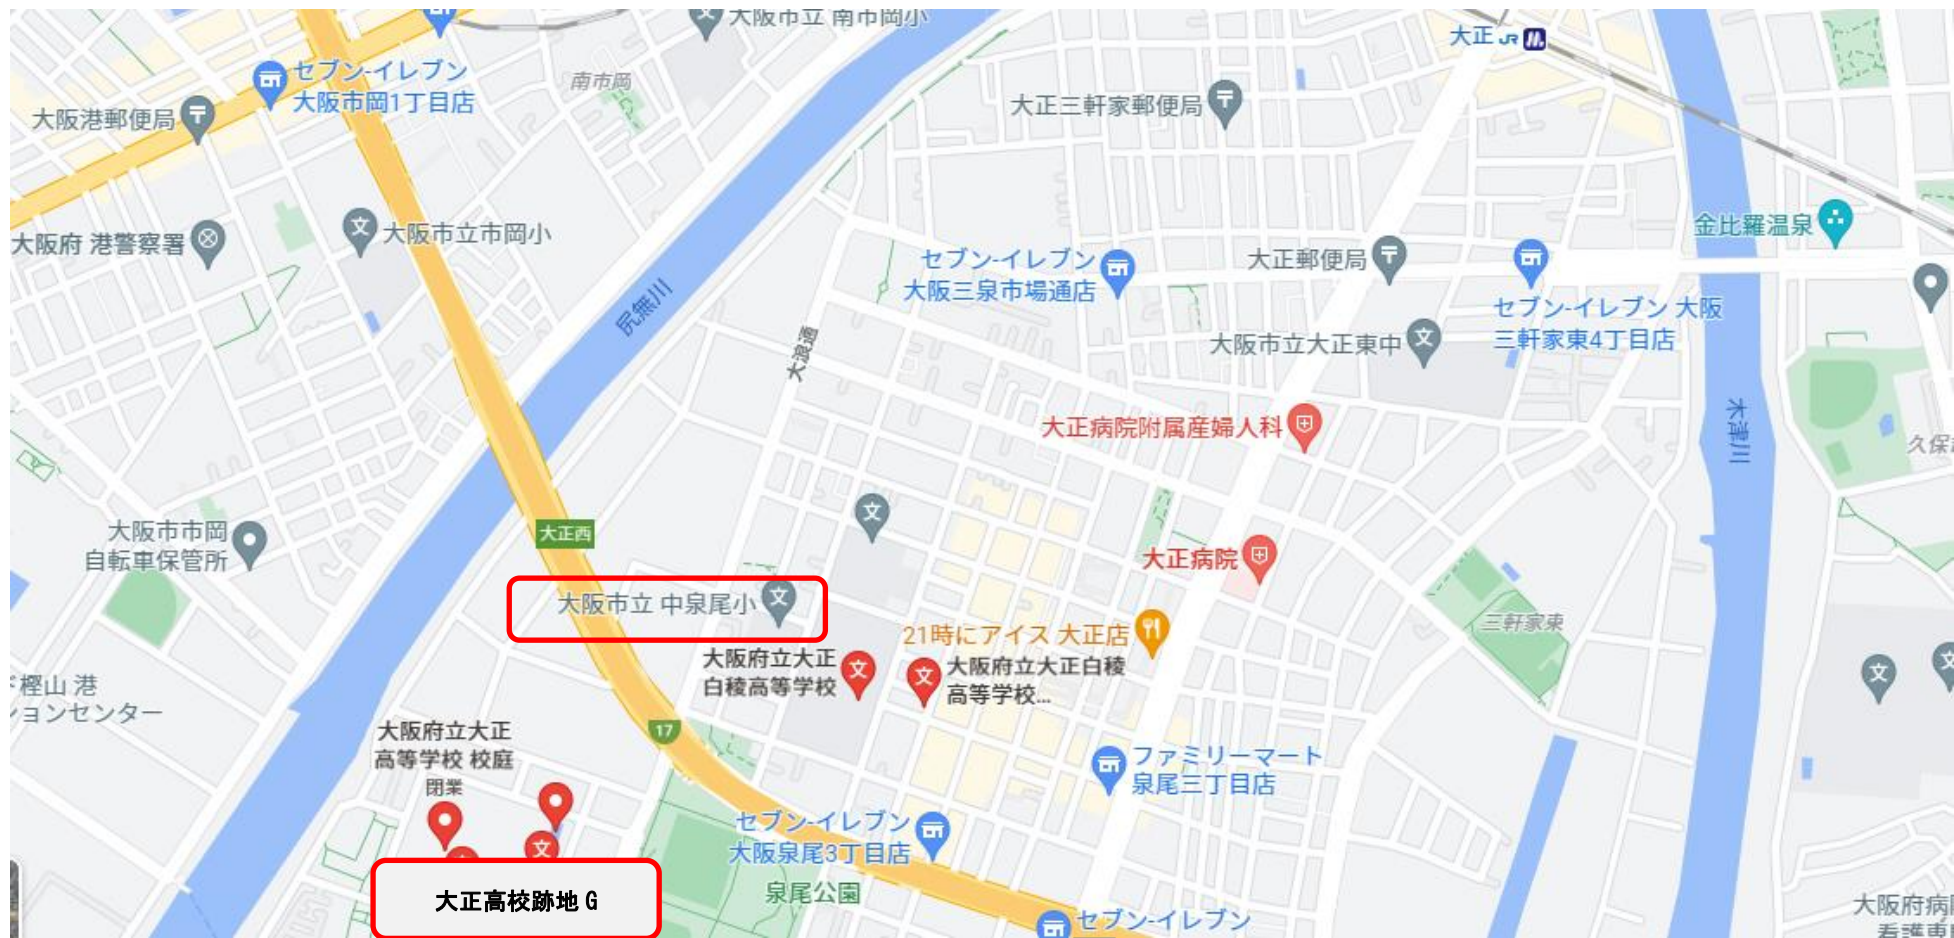 大阪市立 南市岡小
大正
JR
セブン-イレブン
大阪市岡1丁目店
南市岡
大阪港郵便局
大正三軒家郵便局
大阪市立市岡小
大阪府 港警察署
金比羅温泉
セブン-イレブン
大阪三泉市場通店
大正郵便局
セブン-イレブン 大阪
三軒家東4丁目店
尻無川
大浪通
大阪市立大正東中
木津川
大正病院附属産婦人科
久保
大阪市市岡
自転車保管所
大正西
大正病院
大阪市立 中泉尾小
21時にアイス 大正店
三軒家東
大阪府立大正
白稜高等学校
大阪府立大正白稜
高等学校...
樫山 港
ションセンター
17
大阪府立大正
高等学校 校庭
閉業
ファミリーマート
泉尾三丁目店
セブン-イレブン
大阪泉尾3丁目店
泉尾公園
大正高校跡地 G
セブン-イレブン
大阪府病